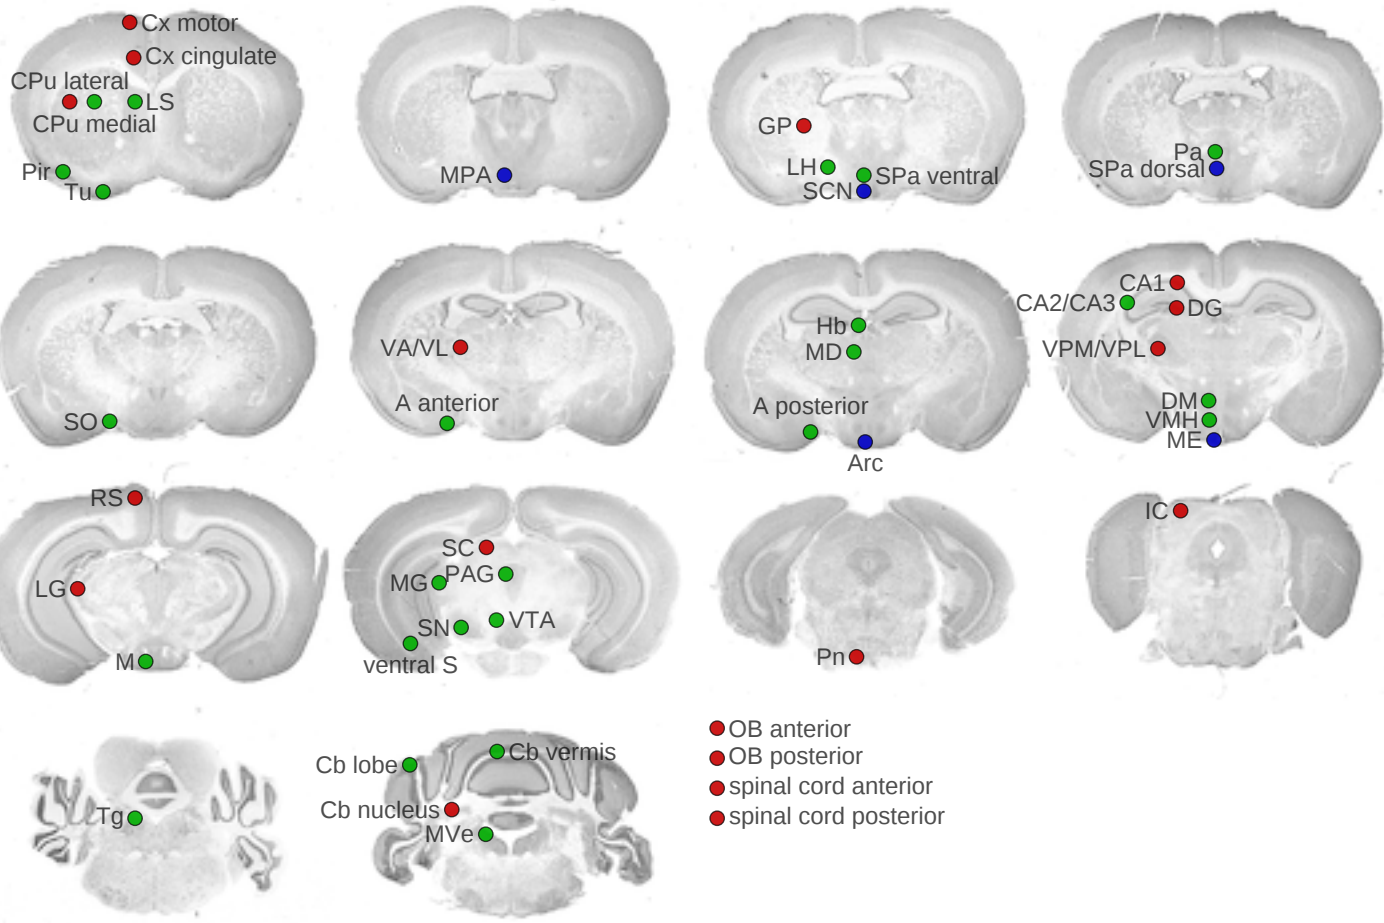 Cx motor
Cx cingulate
CPu lateral
LS
CPu medial
Pir
Tu
MPA
GP
LH
SPa ventral
SCN
Pa
SPa dorsal
SO
VA/VL
A anterior
Hb
MD
A posterior
Arc
CA1
CA2/CA3
DG
VPM/VPL
DM
VMH
ME
RS
LG
M
SC
MG
PAG
SN
VTA
ventral S
Pn
IC
Tg
Cb lobe
Cb vermis
Cb nucleus
MVe
OB anterior
OB posterior
spinal cord anterior
spinal cord posterior